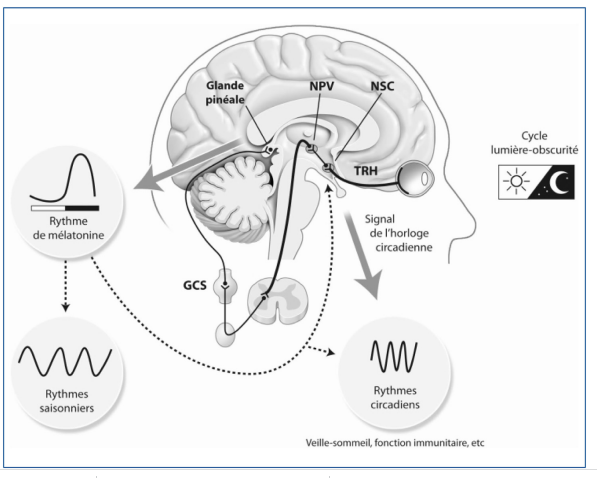 Glande
pinéale
NPV
NSC
Cycle
lumière-obscurité
TRH
Rythme
de mélatonine
Signal
de l'horloge
circadienne
GCS
Rythmes
saisonniers
Rythmes
circadiens
Veille-sommeil, fonction immunitaire, etc